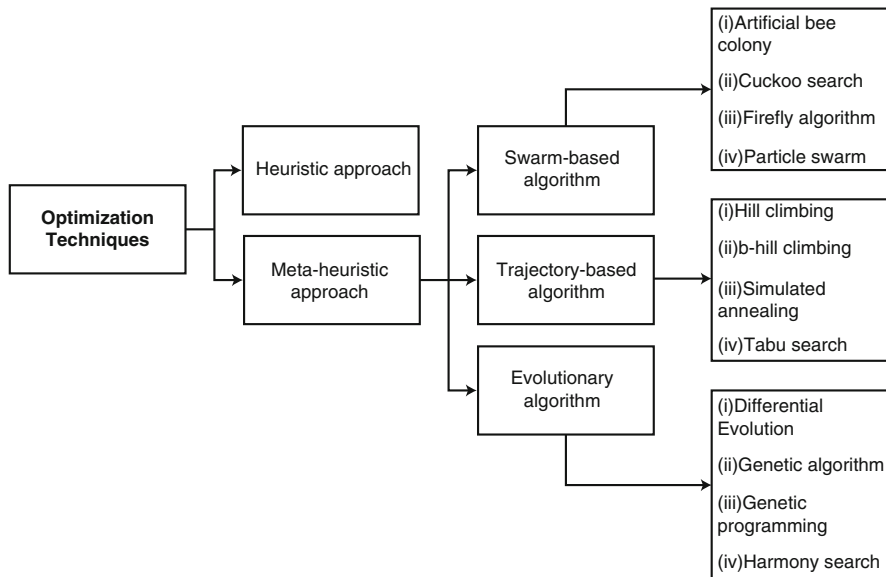 Optimization
Techniques
Heuristic approach
Meta-heuristic
approach
Swarm-based
algorithm
Trajectory-based
algorithm
Evolutionary
algorithm
(i)Artificial bee
colony
(ii)Cuckoo search
(iii)Firefly algorithm
(iv)Particle swarm
(i)Hill climbing
(ii)b-hill climbing
(iii)Simulated
annealing
(iv)Tabu search
(i)Differential
Evolution
(ii)Genetic algorithm
(iii)Genetic
programming
(iv)Harmony search